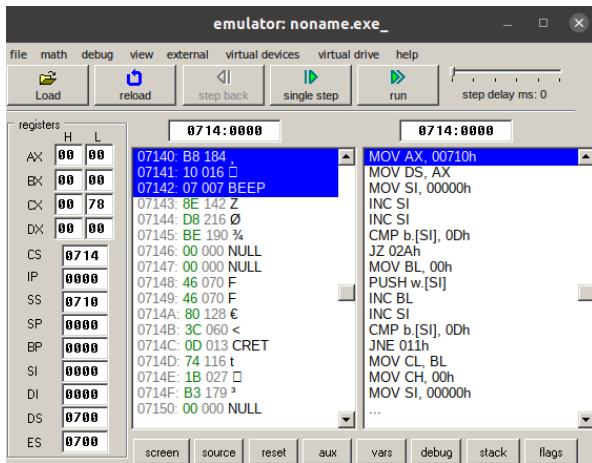 emulator: noname.exe_
file math debug view external virtual devices virtual drive help
Load reload step back single step run step delay ms: 0
registers
H L
0714:0000 0714:0000
AX 00 00
BX 00 00
CX 00 78
DX 00 00
CS 0714
IP 0000
SS 0710
SP 0000
BP 0000
SI 0000
DI 0000
DS 0700
ES 0700
07140: B8 184 ¸
07141: 10 016 □
07142: 07 007 BEEP
07143: 8E 142 Z
07144: D8 216 Ø
07145: BE 190 ¾
07146: 00 000 NULL
07147: 00 000 NULL
07148: 46 070 F
07149: 46 070 F
0714A: 80 128 €
0714B: 3C 060 <
0714C: 0D 013 CRET
0714D: 74 116 t
0714E: 1B 027 □
0714F: B3 179 ³
07150: 00 000 NULL
MOV AX, 00710h
MOV DS, AX
MOV SI, 00000h
INC SI
INC SI
CMP b.[SI], 0Dh
JZ 02Ah
MOV BL, 00h
PUSH w.[SI]
INC BL
INC SI
CMP b.[SI], 0Dh
JNE 011h
MOV CL, BL
MOV CH, 00h
MOV SI, 00000h
...
screen source reset aux vars debug stack flags